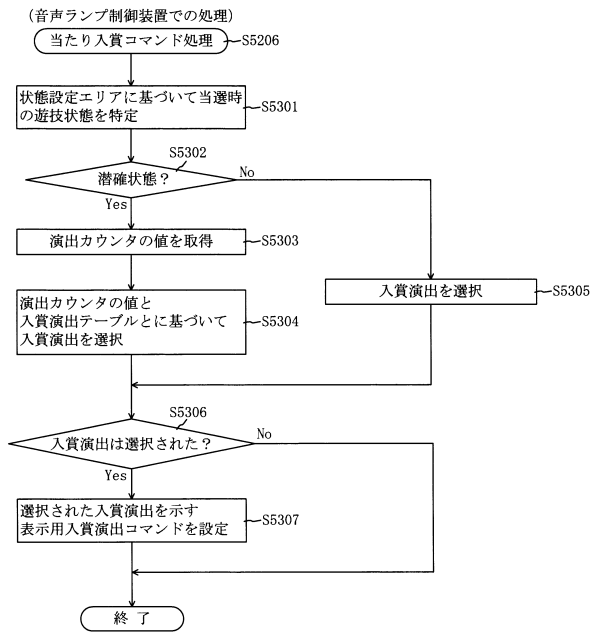 (音声ランプ制御装置での処理)
当たり入賞コマンド処理
S5206
状態設定エリアに基づいて当選時
の遊技状態を特定
S5301
S5302
潜確状態?
No
Yes
演出カウンタの値を取得
S5303
入賞演出を選択
S5305
演出カウンタの値と
入賞演出テーブルとに基づいて
入賞演出を選択
S5304
S5306
入賞演出は選択された?
No
Yes
選択された入賞演出を示す
表示用入賞演出コマンドを設定
S5307
終 了